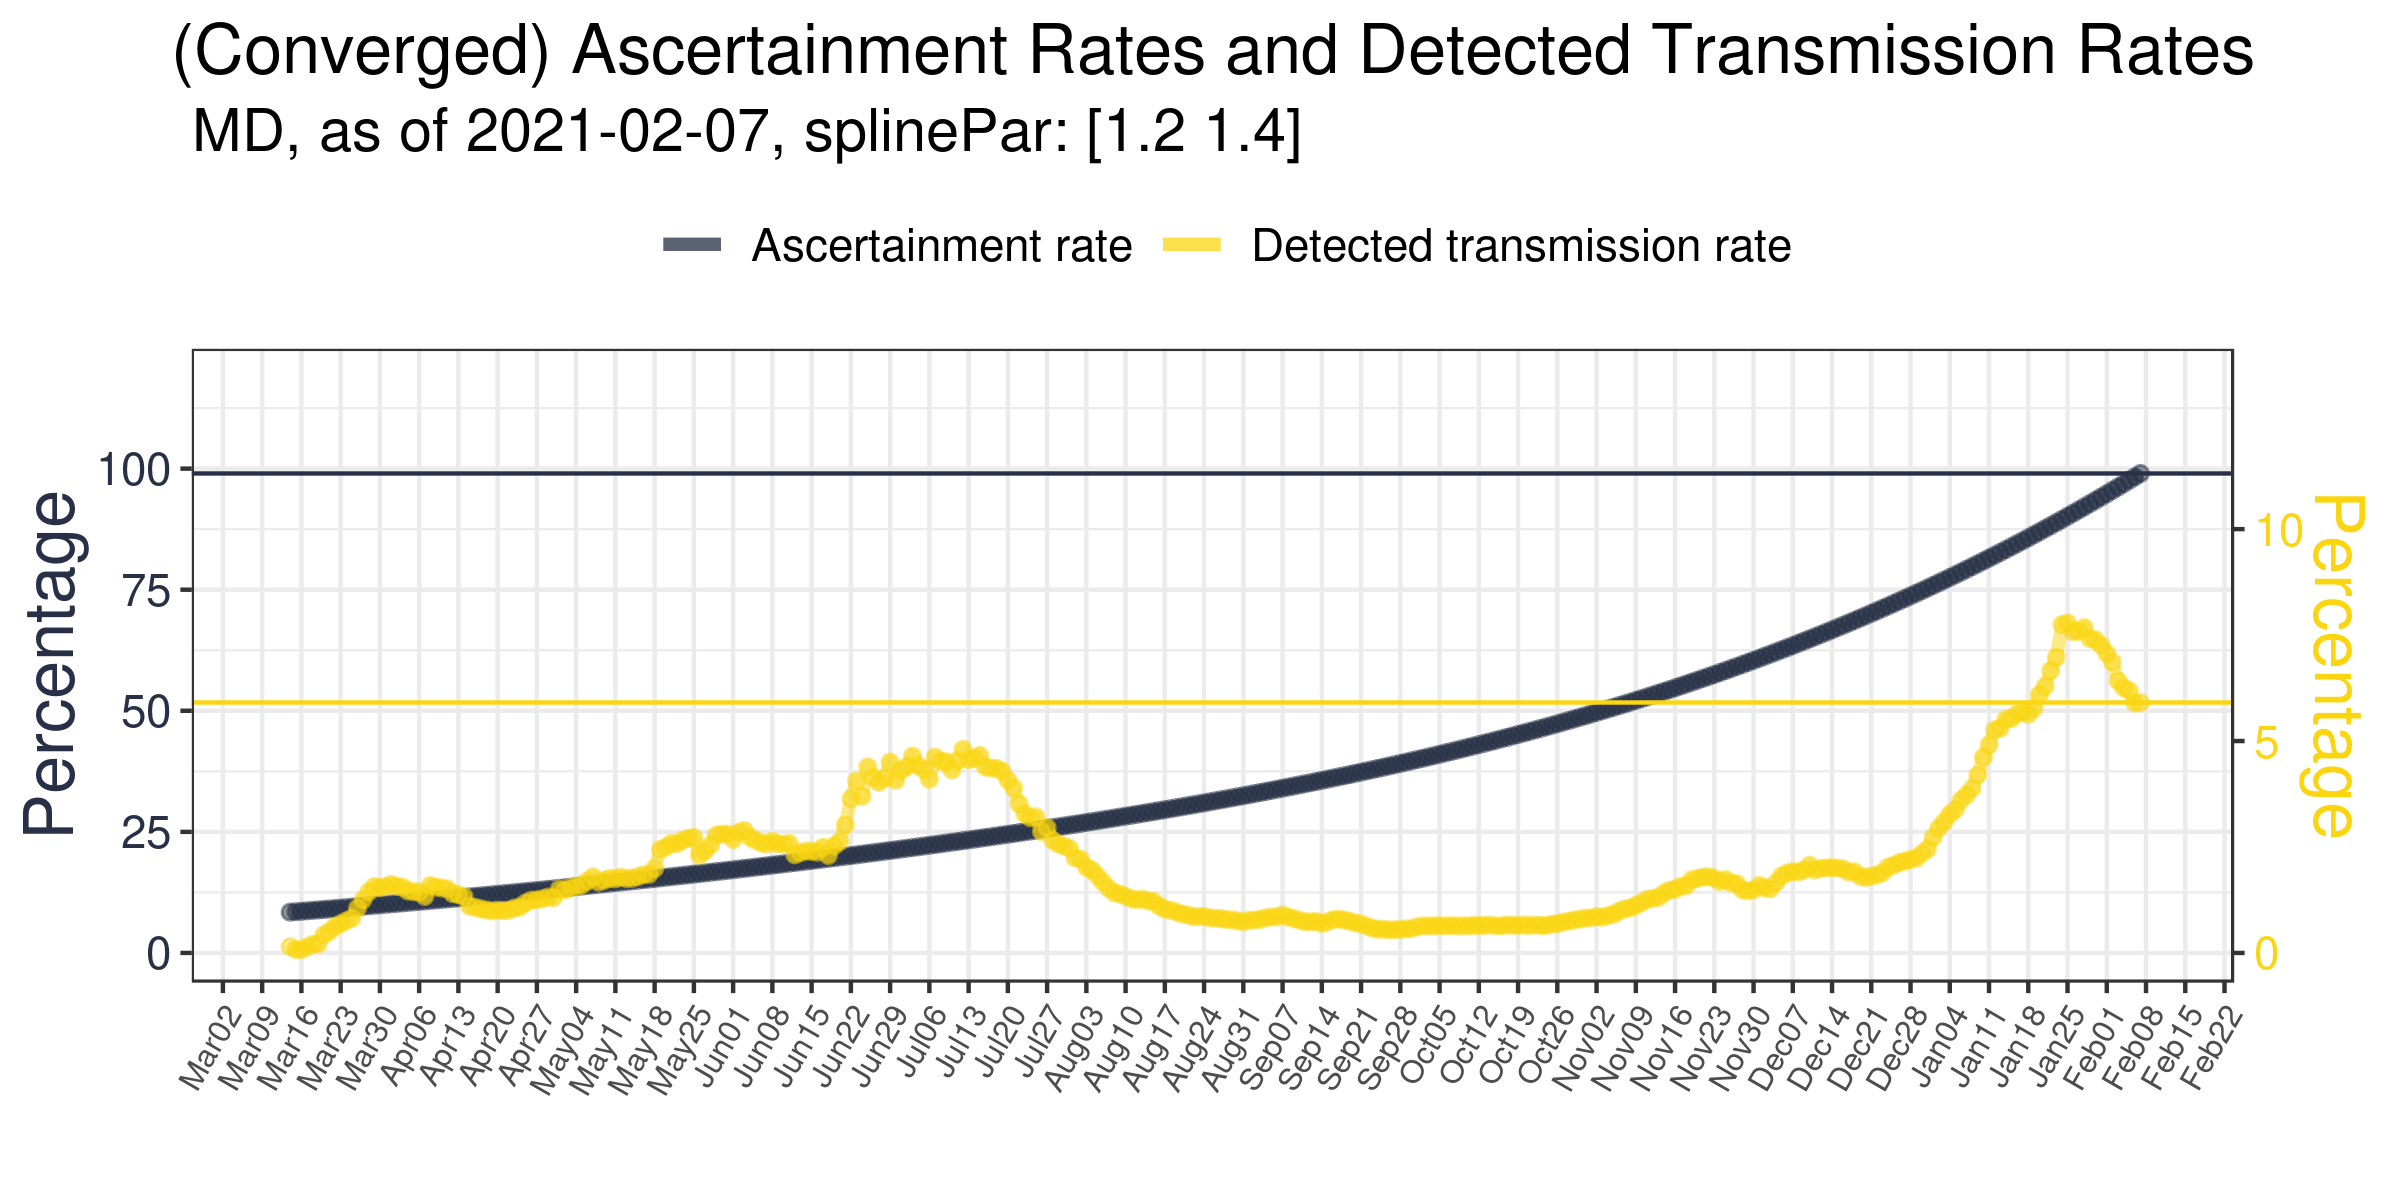 (Converged) Ascertainment Rates and Detected Transmission Rates
MD, as of 2021-02-07, splinePar: [1.2 1.4]
Ascertainment rate Detected transmission rate
Percentage
100
75
50
25
0
10
5
0
Percentage
Mar02 Mar09 Mar16 Mar23 Mar30 Apr06 Apr13 Apr20 Apr27 May04 May11 May18 May25 Jun01 Jun08 Jun15 Jun22 Jun29 Jul06 Jul13 Jul20 Jul27 Aug03 Aug10 Aug17 Aug24 Aug31 Sep07 Sep14 Sep21 Sep28 Oct05 Oct12 Oct19 Oct26 Nov02 Nov09 Nov16 Nov23 Nov30 Dec07 Dec14 Dec21 Dec28 Jan04 Jan11 Jan18 Jan25 Feb01 Feb08 Feb15 Feb22